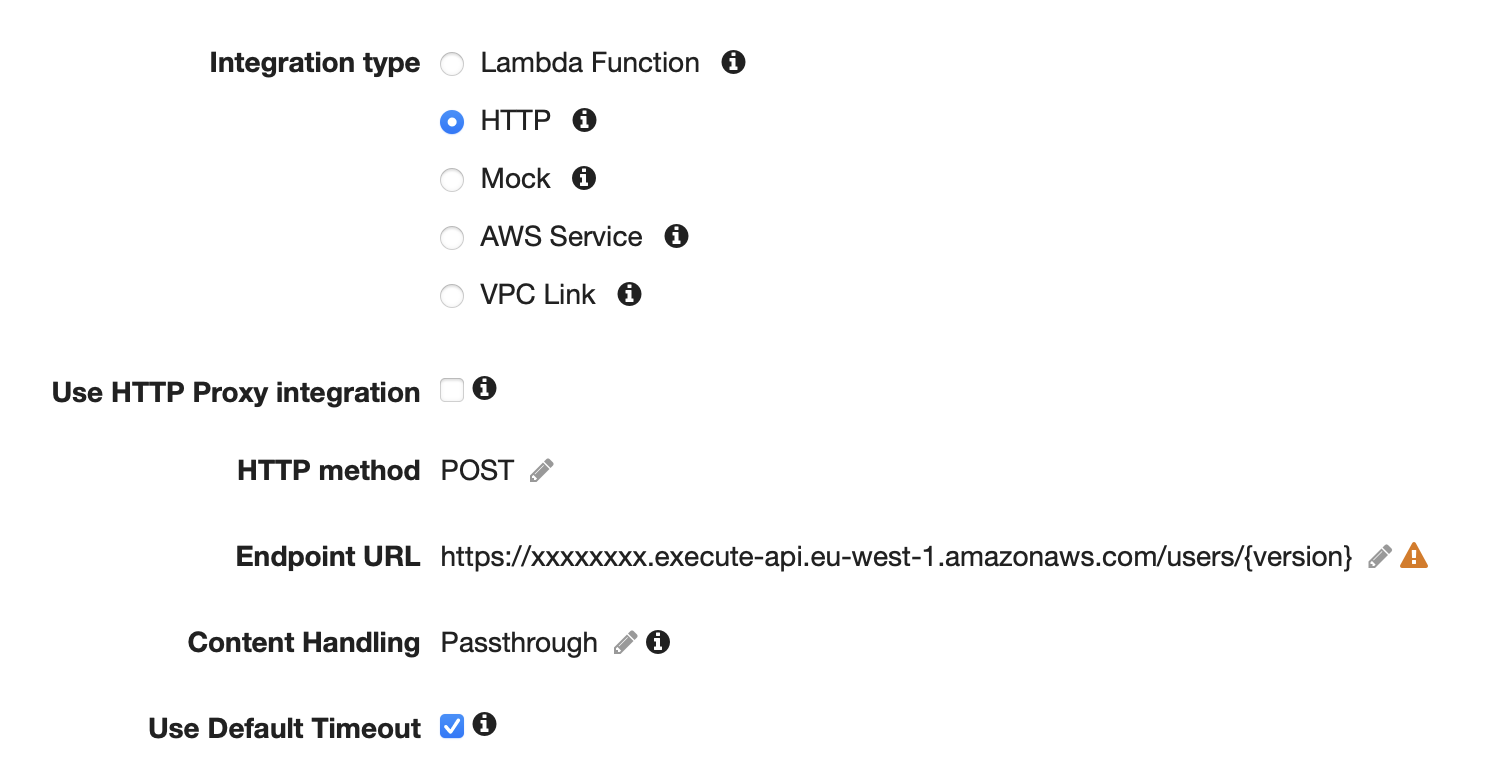 Integration type Lambda Function
HTTP
Mock
AWS Service
VPC Link
Use HTTP Proxy integration
HTTP method POST
Endpoint URL https://xxxxxxxx.execute-api.eu-west-1.amazonaws.com/users/{version}
Content Handling Passthrough
Use Default Timeout